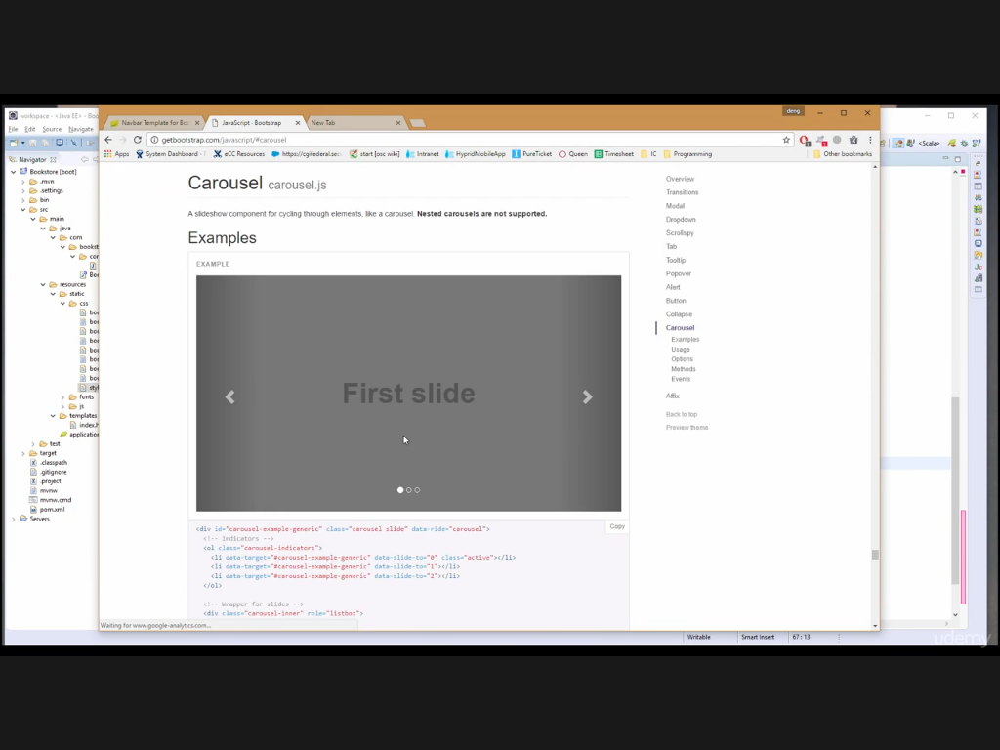 workspace - <Java EE> - Boo
deng
Navbar Template for Boo
JavaScript · Bootstrap
New Tab
File Edit Source Navigate
getbootstrap.com/javascript/#carousel
Apps System Dashboard - eCC Resources https://cgifederal.sec start [osc wiki] Intranet HypridMobileApp PureTicket Queen Timesheet IC Programming Other bookmarks
<Scala>
Navigator
Bookstore [boot]
.mvn
.settings
bin
src
main
java
com
bookst
cor
Boo
resources
static
css
boo
boo
boo
boo
boo
boo
boo
boo
styl
fonts
js
templates
index.h
application
test
target
.classpath
.gitignore
.project
mvnw
mvnw.cmd
pom.xml
Servers
Carousel carousel.js
A slideshow component for cycling through elements, like a carousel. Nested carousels are not supported.
Examples
EXAMPLE
First slide
Copy
<div id="carousel-example-generic" class="carousel slide" data-ride="carousel">
<!-- Indicators -->
<ol class="carousel-indicators">
<li data-target="#carousel-example-generic" data-slide-to="0" class="active"></li>
<li data-target="#carousel-example-generic" data-slide-to="1"></li>
<li data-target="#carousel-example-generic" data-slide-to="2"></li>
</ol>
<!-- Wrapper for slides -->
<div class="carousel-inner" role="listbox">
Overview
Transitions
Modal
Dropdown
Scrollspy
Tab
Tooltip
Popover
Alert
Button
Collapse
Carousel
Examples
Usage
Options
Methods
Events
Affix
Back to top
Preview theme
Waiting for www.google-analytics.com...
Writable Smart Insert 67 : 13
udemy